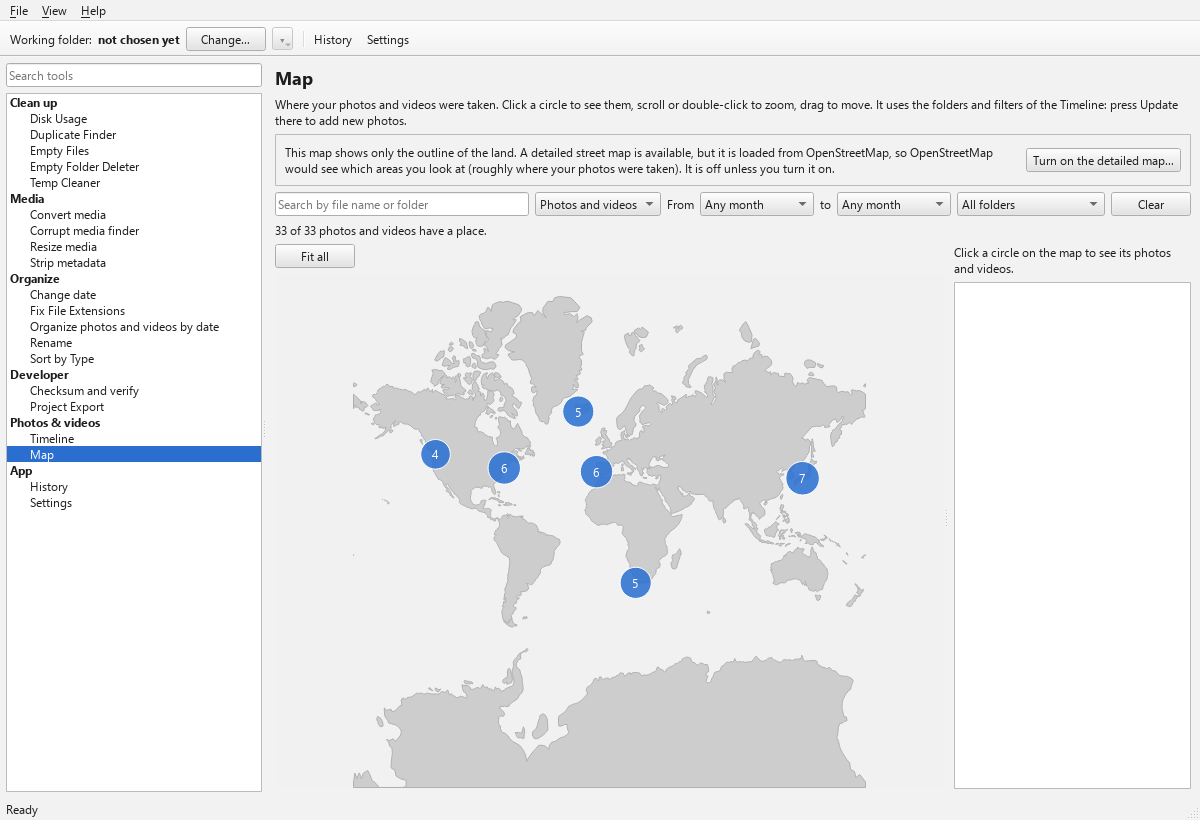 File View Help
Working folder: not chosen yet Change... History Settings
Search tools
Clean up
Disk Usage
Duplicate Finder
Empty Files
Empty Folder Deleter
Temp Cleaner
Media
Convert media
Corrupt media finder
Resize media
Strip metadata
Organize
Change date
Fix File Extensions
Organize photos and videos by date
Rename
Sort by Type
Developer
Checksum and verify
Project Export
Photos & videos
Timeline
Map
App
History
Settings
Map
Where your photos and videos were taken. Click a circle to see them, scroll or double-click to zoom, drag to move. It uses the folders and filters of the Timeline: press Update
there to add new photos.
This map shows only the outline of the land. A detailed street map is available, but it is loaded from OpenStreetMap, so OpenStreetMap
would see which areas you look at (roughly where your photos were taken). It is off unless you turn it on.
Turn on the detailed map...
Search by file name or folder Photos and videos From Any month to Any month All folders Clear
33 of 33 photos and videos have a place.
Fit all
5
4
6
6
7
5
Click a circle on the map to see its photos
and videos.
Ready